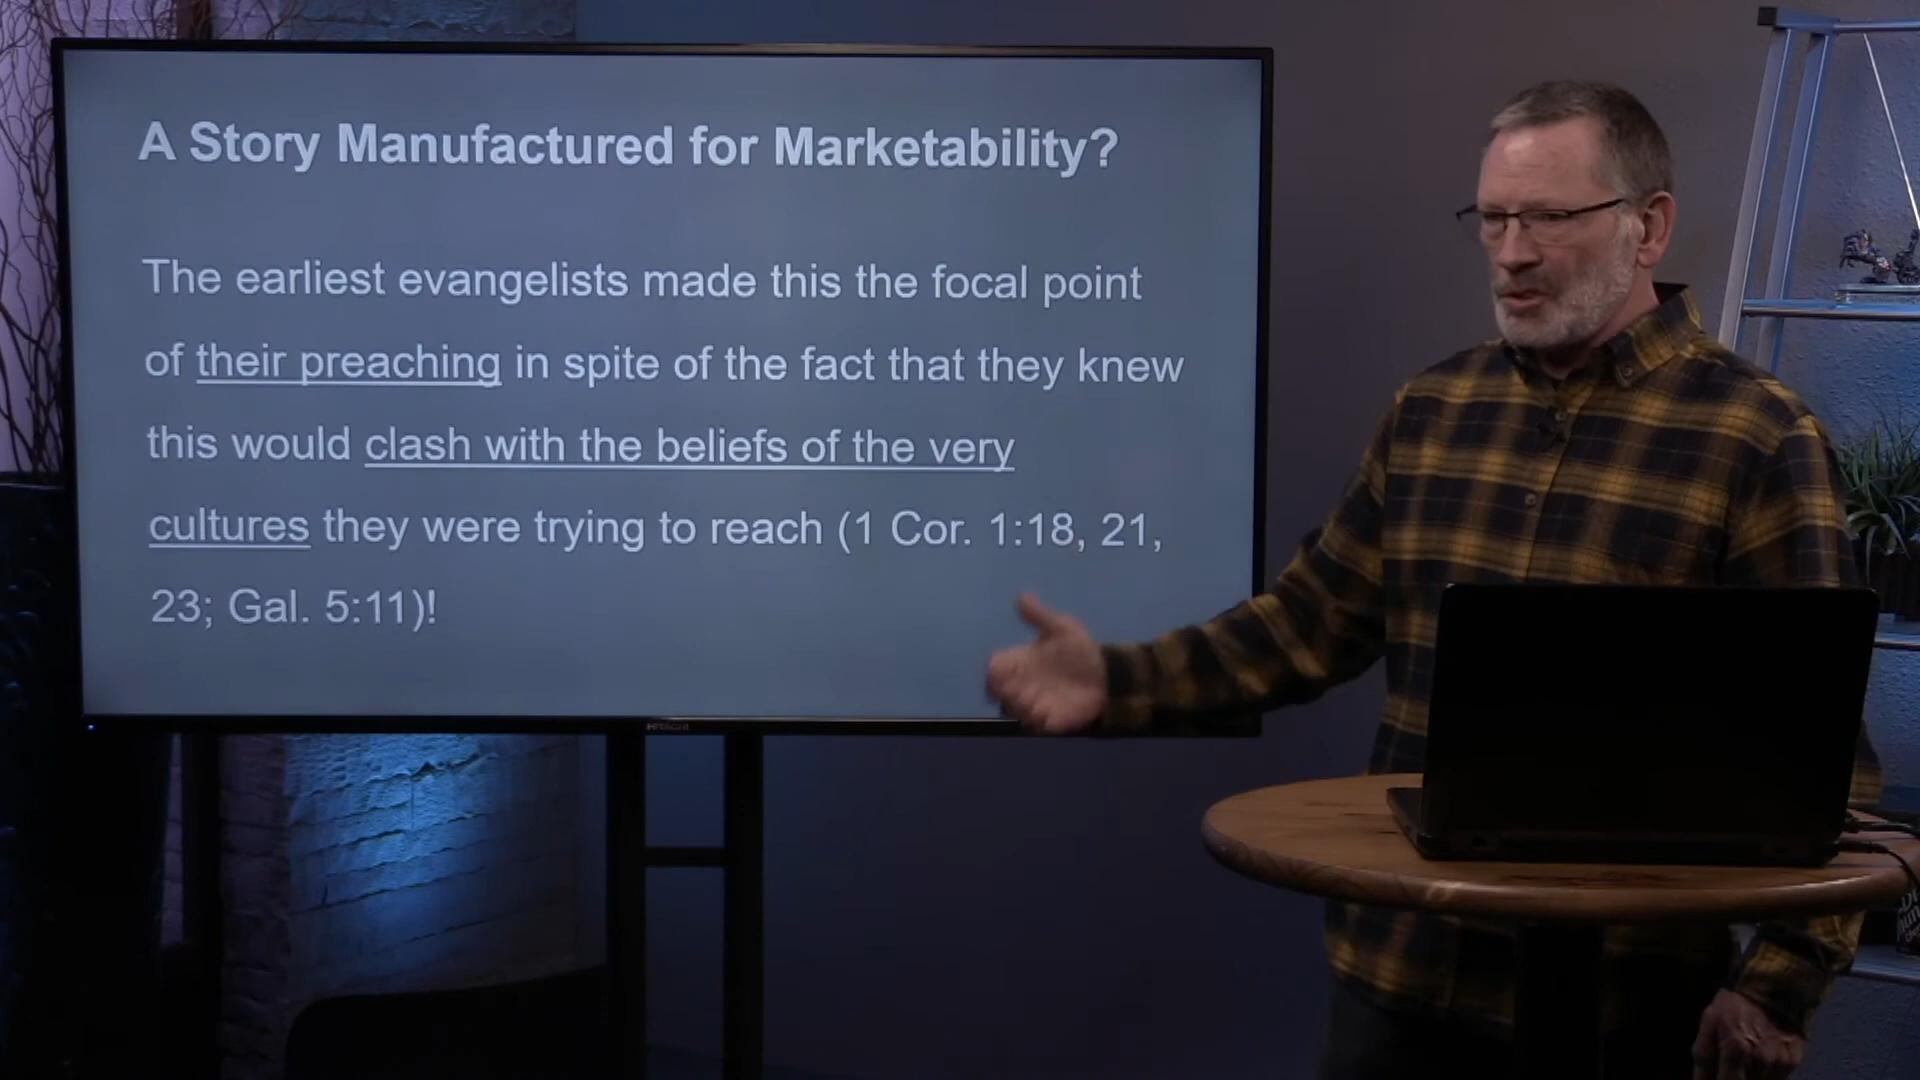 A Story Manufactured for Marketability?
The earliest evangelists made this the focal point
of their preaching in spite of the fact that they knew
this would clash with the beliefs of the very
cultures they were trying to reach (1 Cor. 1:18, 21,
23; Gal. 5:11)!
HITACHI